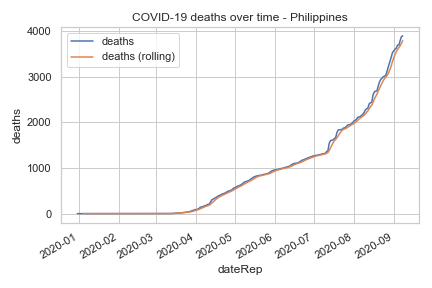 COVID-19 deaths over time - Philippines
deaths
deaths (rolling)
4000
3000
2000
1000
0
deaths
2020-01
2020-02
2020-03
2020-04
2020-05
2020-06
2020-07
2020-08
2020-09
dateRep